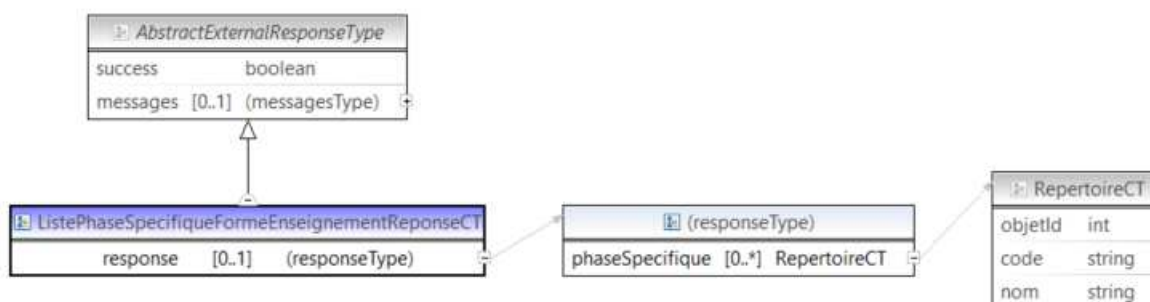 AbstractExternalResponseType
success boolean
messages [0..1] (messagesType)
ListePhaseSpecifiqueFormeEnseignementReponseCT
response [0..1] (responseType)
(responseType)
phaseSpecifique [0..*] RepertoireCT
RepertoireCT
objetId int
code string
nom string